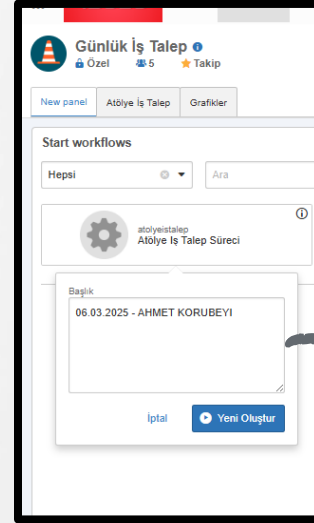 Günlük İş Talep
Özel 5 Takip
New panel Atölye İş Talep Grafikler
Start workflows
Hepsi Ara
atolyeistalep
Atölye İş Talep Süreci
Başlık
06.03.2025 - AHMET KORUBEYI
İptal Yeni Oluştur